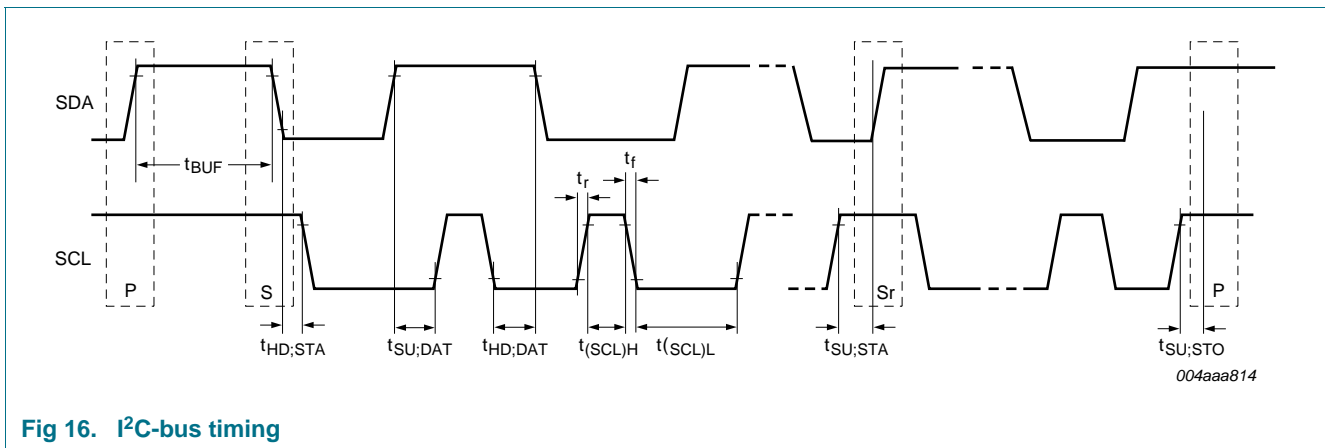 SDA
tBUF
tf
tr
SCL
P
S
Sr
P
tHD;STA
tSU;DAT
tHD;DAT
t(SCL)H
t(SCL)L
tSU;STA
tSU;STO
004aaa814
Fig 16. I²C-bus timing